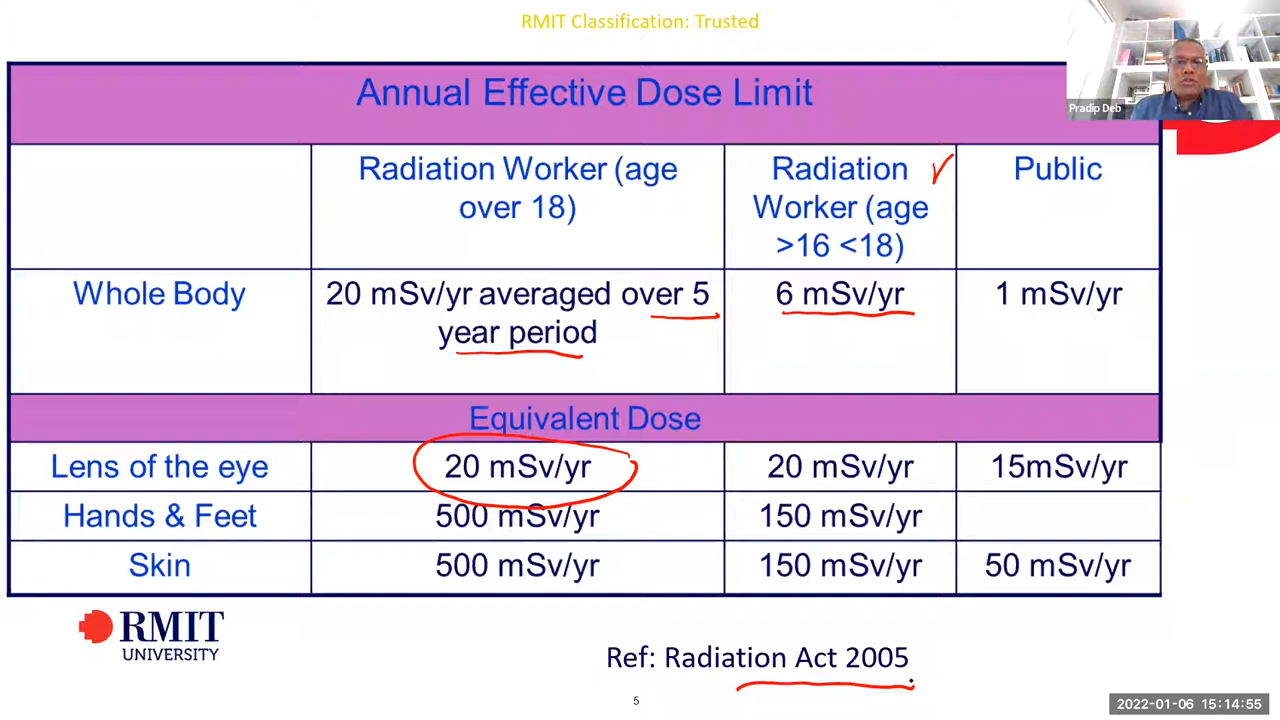 RMIT Classification: Trusted
Pradip Deb
Annual Effective Dose Limit
Radiation Worker (age
over 18)
Radiation
Worker (age
>16 <18)
Public
Whole Body
20 mSv/yr averaged over 5
year period
6 mSv/yr
1 mSv/yr
Equivalent Dose
Lens of the eye
20 mSv/yr
20 mSv/yr
15mSv/yr
Hands & Feet
500 mSv/yr
150 mSv/yr
Skin
500 mSv/yr
150 mSv/yr
50 mSv/yr
RMIT
UNIVERSITY
Ref: Radiation Act 2005
5
2022-01-06 15:14:55